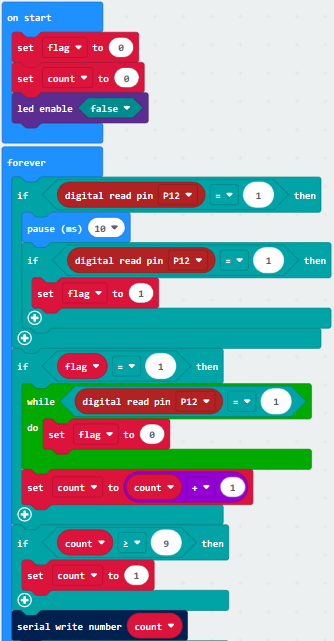 on start
set flag to 0
set count to 0
led enable false
forever
if digital read pin P12 = 1 then
pause (ms) 10
if digital read pin P12 = 1 then
set flag to 1
if flag = 1 then
while digital read pin P12 = 1
do set flag to 0
set count to count + 1
if count ≥ 9 then
set count to 1
serial write number count